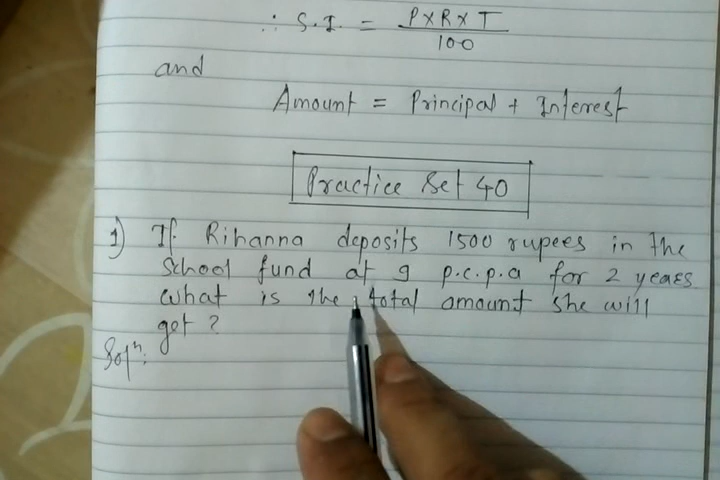 ∴ S.I. = P×R×T
100
and
Amount = Principal + Interest
Practice Set 40
1) If Rihanna deposits 1500 rupees in the
School fund at 9 p.c.p.a for 2 years
what is the total amount she will
get ?
Solⁿ: